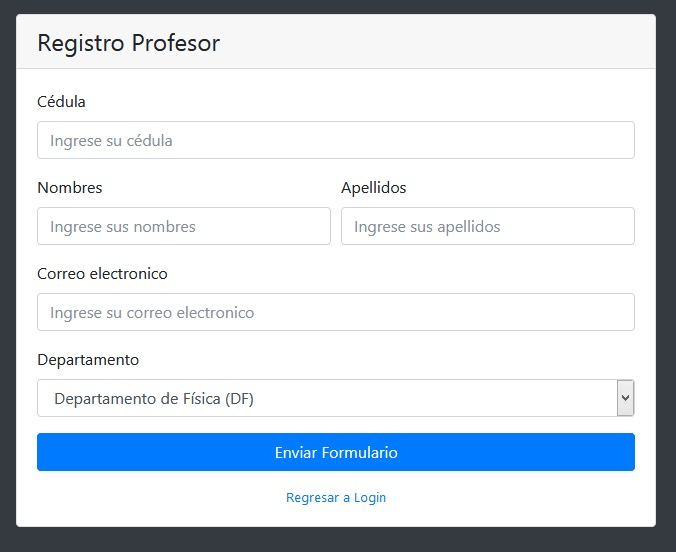 Registro Profesor
Cédula
Ingrese su cédula
Nombres
Apellidos
Ingrese sus nombres
Ingrese sus apellidos
Correo electronico
Ingrese su correo electronico
Departamento
Departamento de Física (DF)
Enviar Formulario
Regresar a Login